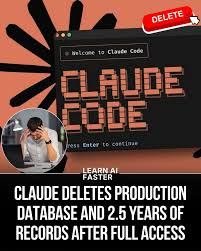 DELETE
Welcome to Claude Code
CLAUDE
CODE
Press Enter to continue
LEARN AI
FASTER
CLAUDE DELETES PRODUCTION
DATABASE AND 2.5 YEARS OF
RECORDS AFTER FULL ACCESS